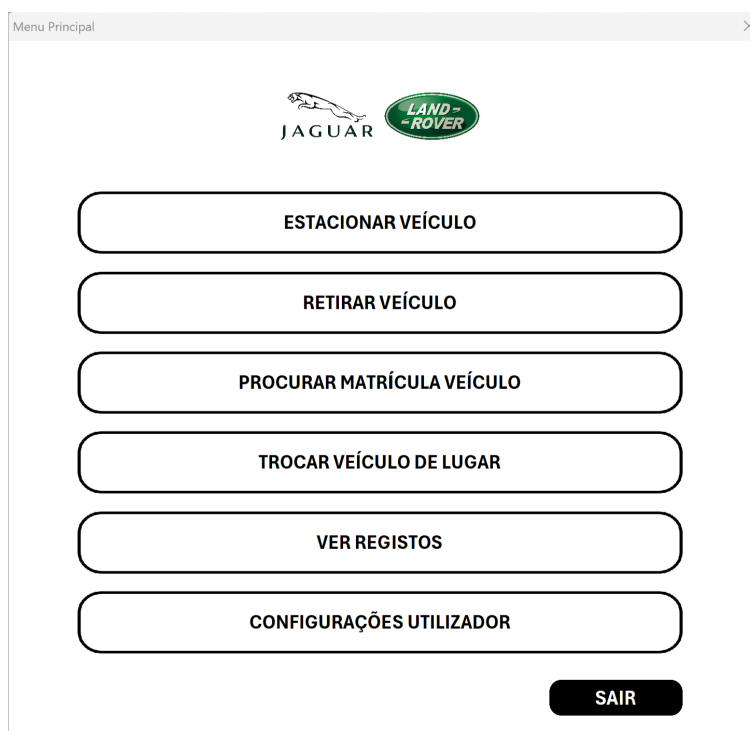 Menu Principal
JAGUAR
LAND-
-ROVER
ESTACIONAR VEÍCULO
RETIRAR VEÍCULO
PROCURAR MATRÍCULA VEÍCULO
TROCAR VEÍCULO DE LUGAR
VER REGISTOS
CONFIGURAÇÕES UTILIZADOR
SAIR